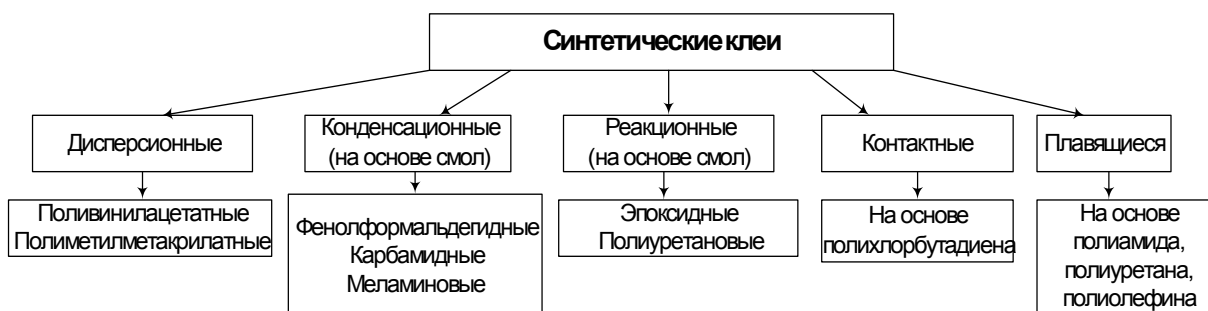 Синтетические клеи
Дисперсионные
Конденсационные
(на основе смол)
Реакционные
(на основе смол)
Контактные
Плавящиеся
Поливинилацетатные
Полиметилметакрилатные
Фенолформальдегидные
Карбамидные
Меламиновые
Эпоксидные
Полиуретановые
На основе
полихлорбутадиена
На основе
полиамида,
полиуретана,
полиолефина